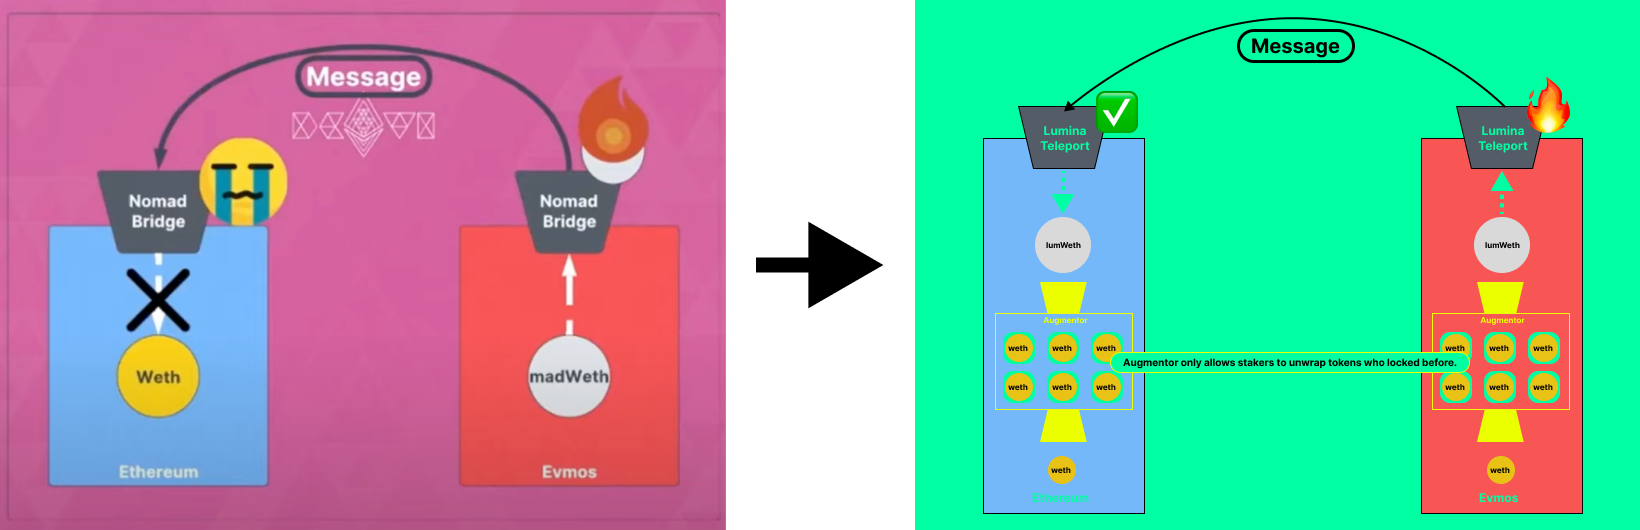 Message
DEVCON
Nomad
Bridge
Nomad
Bridge
Weth
madWeth
Ethereum
Evmos
Message
Lumina
Teleport
Lumina
Teleport
lumWeth
lumWeth
Augmentor
Augmentor
weth
weth
weth
weth
weth
weth
Augmentor only allows stakers to unwrap tokens who locked before.
weth
weth
weth
weth
weth
weth
weth
weth
Ethereum
Evmos